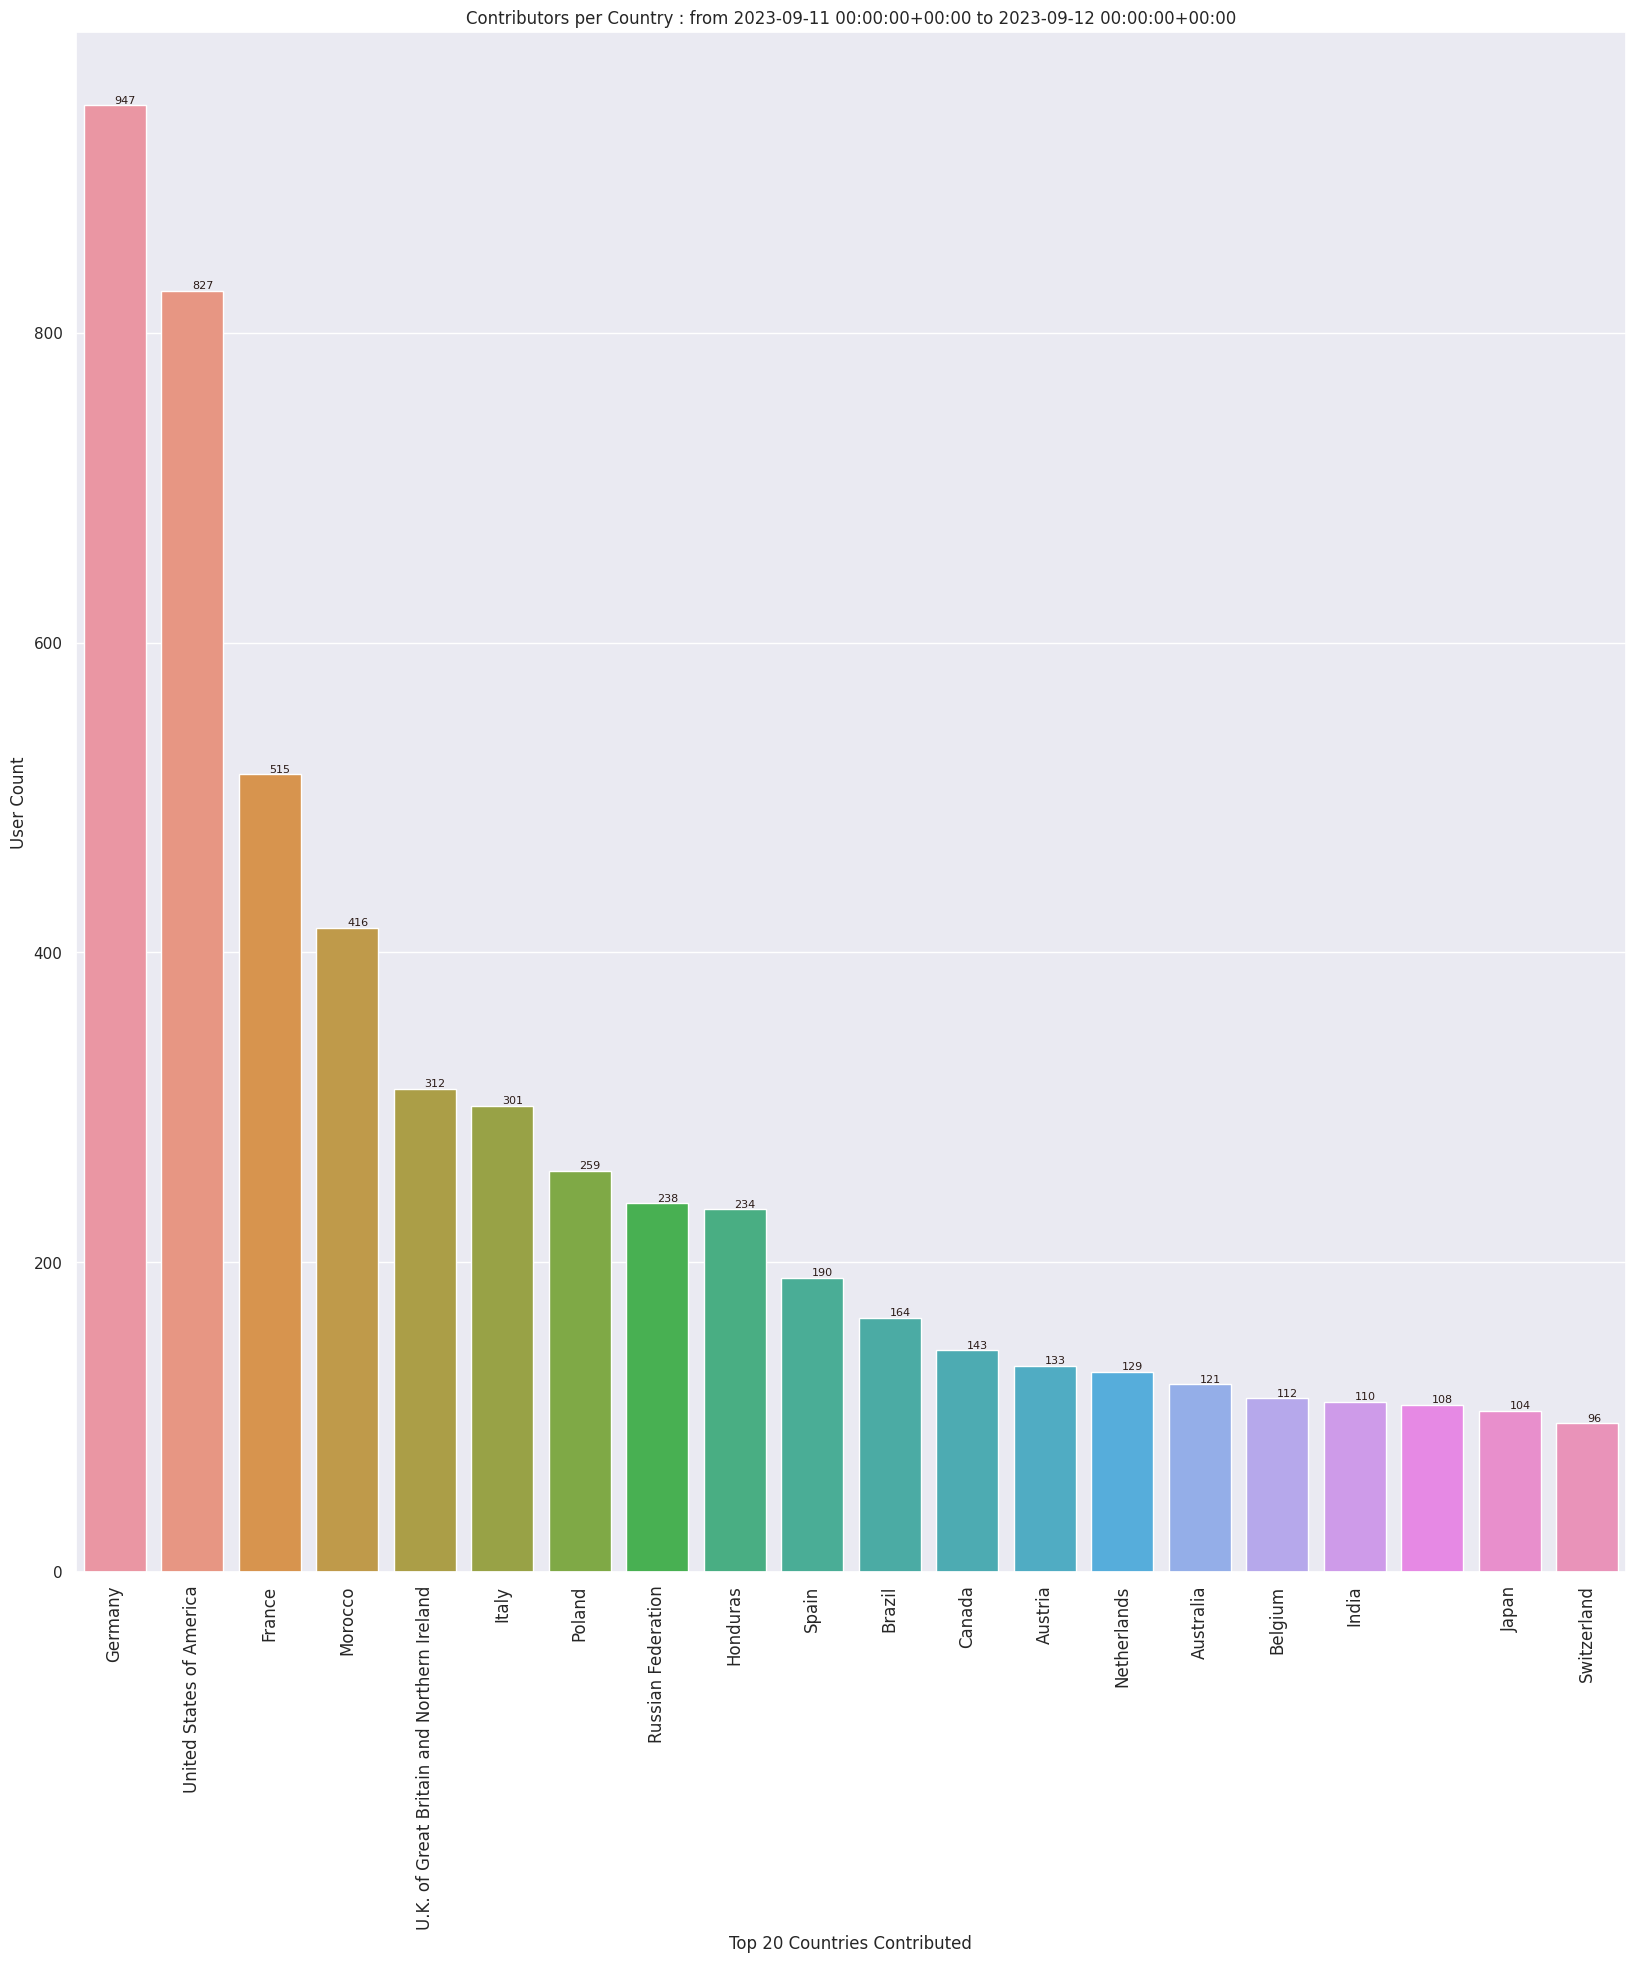 Contributors per Country : from 2023-09-11 00:00:00+00:00 to 2023-09-12 00:00:00+00:00
User Count
800
600
400
200
0
947
827
515
416
312
301
259
238
234
190
164
143
133
129
121
112
110
108
104
96
Germany
United States of America
France
Morocco
U.K. of Great Britain and Northern Ireland
Italy
Poland
Russian Federation
Honduras
Spain
Brazil
Canada
Austria
Netherlands
Australia
Belgium
India
Japan
Switzerland
Top 20 Countries Contributed